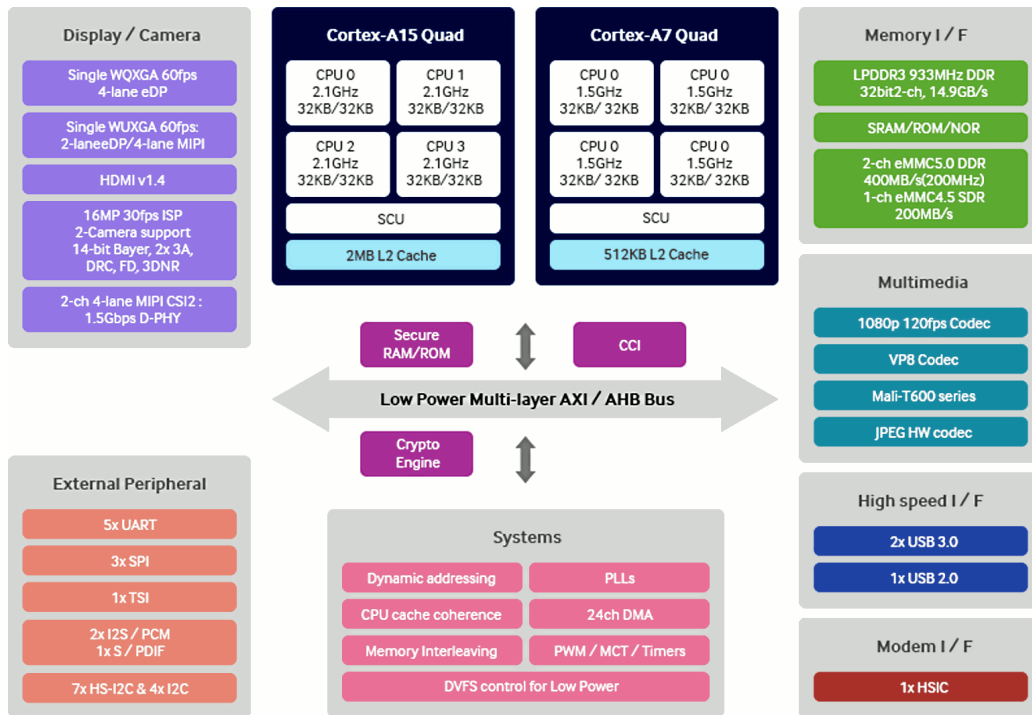 Display / Camera
Single WQXGA 60fps
4-lane eDP
Single WUXGA 60fps:
2-laneeDP/4-lane MIPI
HDMI v1.4
16MP 30fps ISP
2-Camera support
14-bit Bayer, 2x 3A,
DRC, FD, 3DNR
2-ch 4-lane MIPI CSI2 :
1.5Gbps D-PHY
Cortex-A15 Quad
CPU 0
2.1GHz
32KB/32KB
CPU 1
2.1GHz
32KB/32KB
CPU 2
2.1GHz
32KB/32KB
CPU 3
2.1GHz
32KB/32KB
SCU
2MB L2 Cache
Cortex-A7 Quad
CPU 0
1.5GHz
32KB/ 32KB
CPU 0
1.5GHz
32KB/ 32KB
CPU 0
1.5GHz
32KB/ 32KB
CPU 0
1.5GHz
32KB/ 32KB
SCU
512KB L2 Cache
Memory I / F
LPDDR3 933MHz DDR
32bit2-ch, 14.9GB/s
SRAM/ROM/NOR
2-ch eMMC5.0 DDR
400MB/s(200MHz)
1-ch eMMC4.5 SDR
200MB/s
Secure
RAM/ROM
CCI
Low Power Multi-layer AXI / AHB Bus
Crypto
Engine
Multimedia
1080p 120fps Codec
VP8 Codec
Mali-T600 series
JPEG HW codec
External Peripheral
5x UART
3x SPI
1x TSI
2x I2S / PCM
1x S / PDIF
7x HS-I2C & 4x I2C
Systems
Dynamic addressing
PLLs
CPU cache coherence
24ch DMA
Memory Interleaving
PWM / MCT / Timers
DVFS control for Low Power
High speed I / F
2x USB 3.0
1x USB 2.0
Modem I / F
1x HSIC